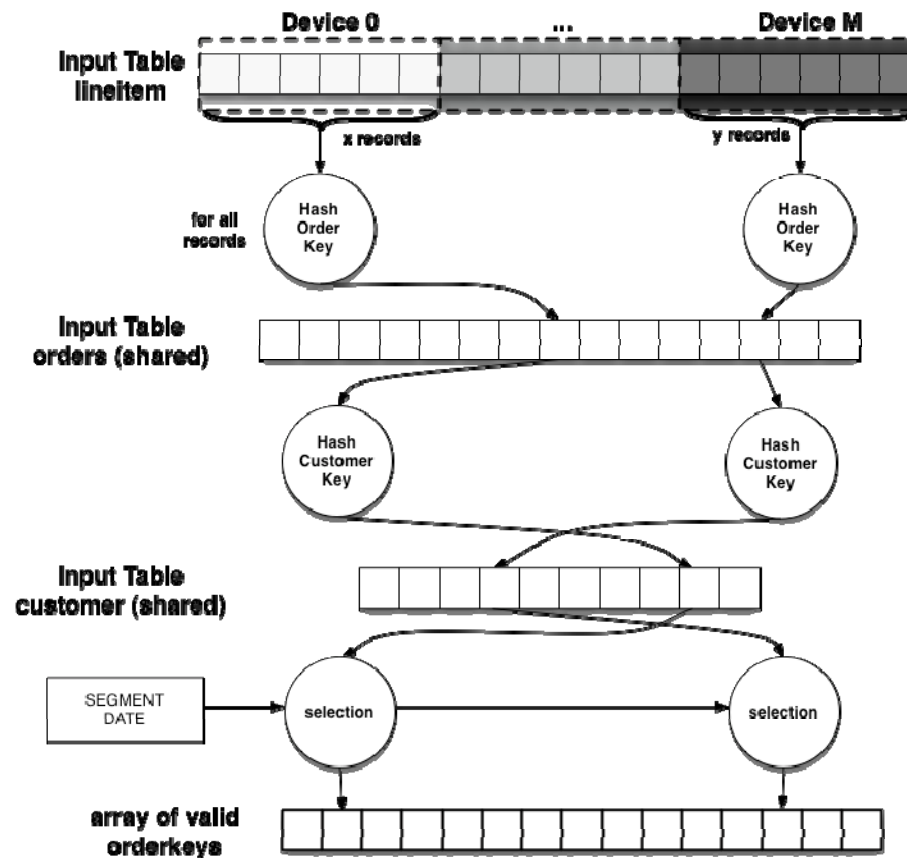 Device 0
...
Device M
Input Table
lineitem
x records
y records
for all
records
Hash
Order
Key
Hash
Order
Key
Input Table
orders (shared)
Hash
Customer
Key
Hash
Customer
Key
Input Table
customer (shared)
SEGMENT
DATE
selection
selection
array of valid
orderkeys